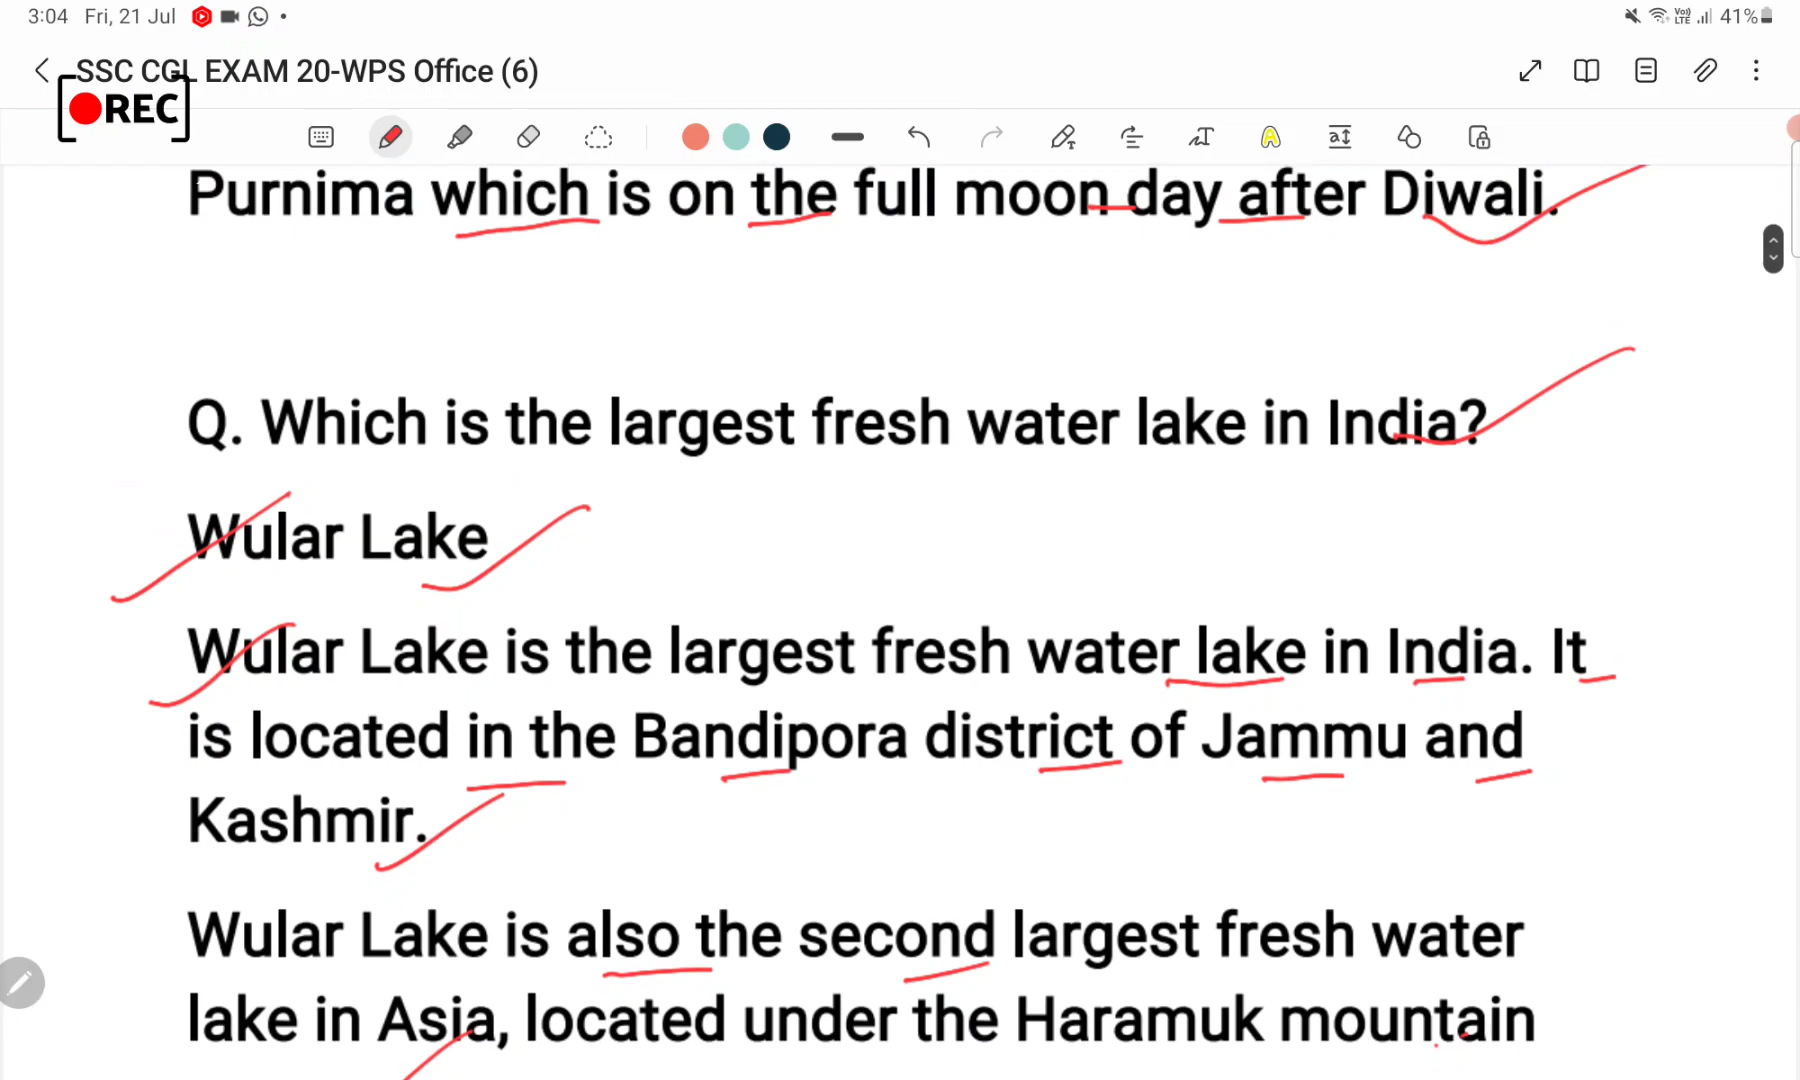 3:04 Fri, 21 Jul
Vo)) LTE 41%
SSC CGL EXAM 20-WPS Office (6)
REC
Purnima which is on the full moon day after Diwali.
Q. Which is the largest fresh water lake in India?
Wular Lake
Wular Lake is the largest fresh water lake in India. It
is located in the Bandipora district of Jammu and
Kashmir.
Wular Lake is also the second largest fresh water
lake in Asia, located under the Haramuk mountain